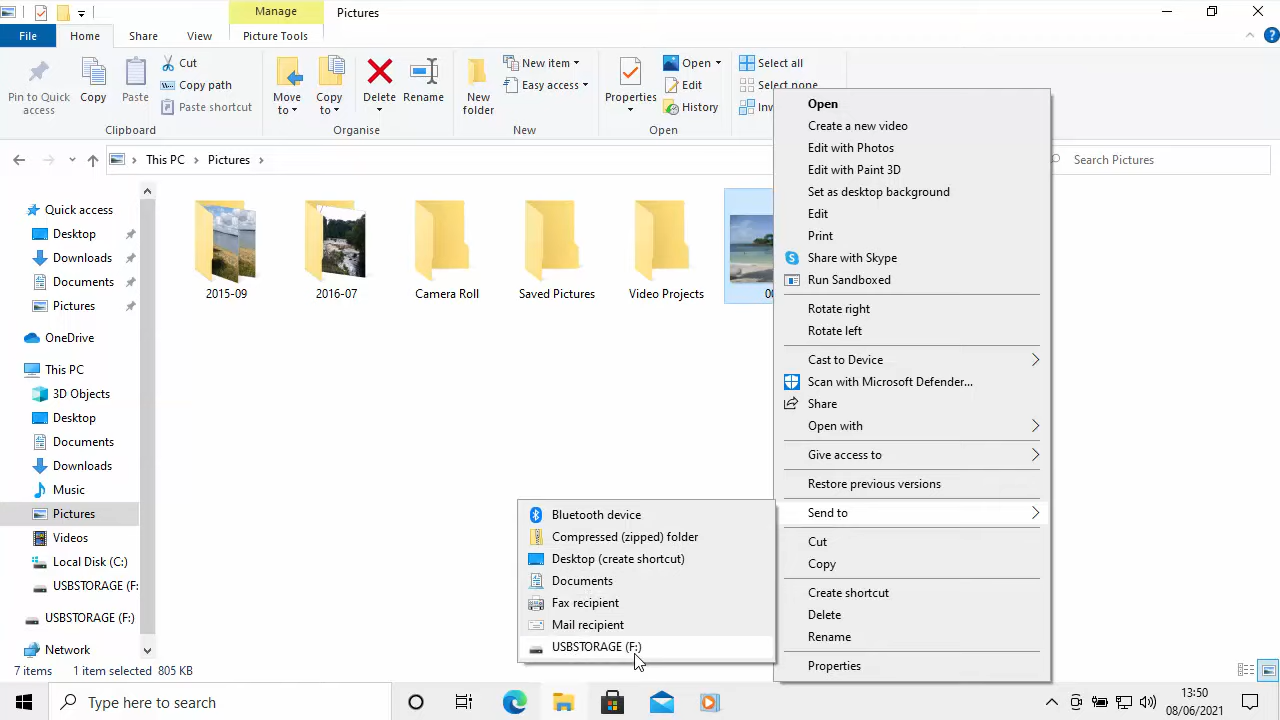 Manage
Pictures
File
Home
Share
View
Picture Tools
Pin to Quick access
Copy
Paste
Cut
Copy path
Paste shortcut
Clipboard
Move to
Copy to
Delete
Rename
Organise
New folder
New item
Easy access
New
Properties
Open
Edit
History
Open
Select all
Select none
Inv
This PC
Pictures
Search Pictures
Quick access
Desktop
Downloads
Documents
Pictures
OneDrive
This PC
3D Objects
Desktop
Documents
Downloads
Music
Pictures
Videos
Local Disk (C:)
USBSTORAGE (F:
USBSTORAGE (F:)
Network
2015-09
2016-07
Camera Roll
Saved Pictures
Video Projects
Open
Create a new video
Edit with Photos
Edit with Paint 3D
Set as desktop background
Edit
Print
Share with Skype
Run Sandboxed
Rotate right
Rotate left
Cast to Device
Scan with Microsoft Defender...
Share
Open with
Give access to
Restore previous versions
Send to
Cut
Copy
Create shortcut
Delete
Rename
Properties
Bluetooth device
Compressed (zipped) folder
Desktop (create shortcut)
Documents
Fax recipient
Mail recipient
USBSTORAGE (F:)
7 items
1 item selected 805 KB
Type here to search
13:50
08/06/2021